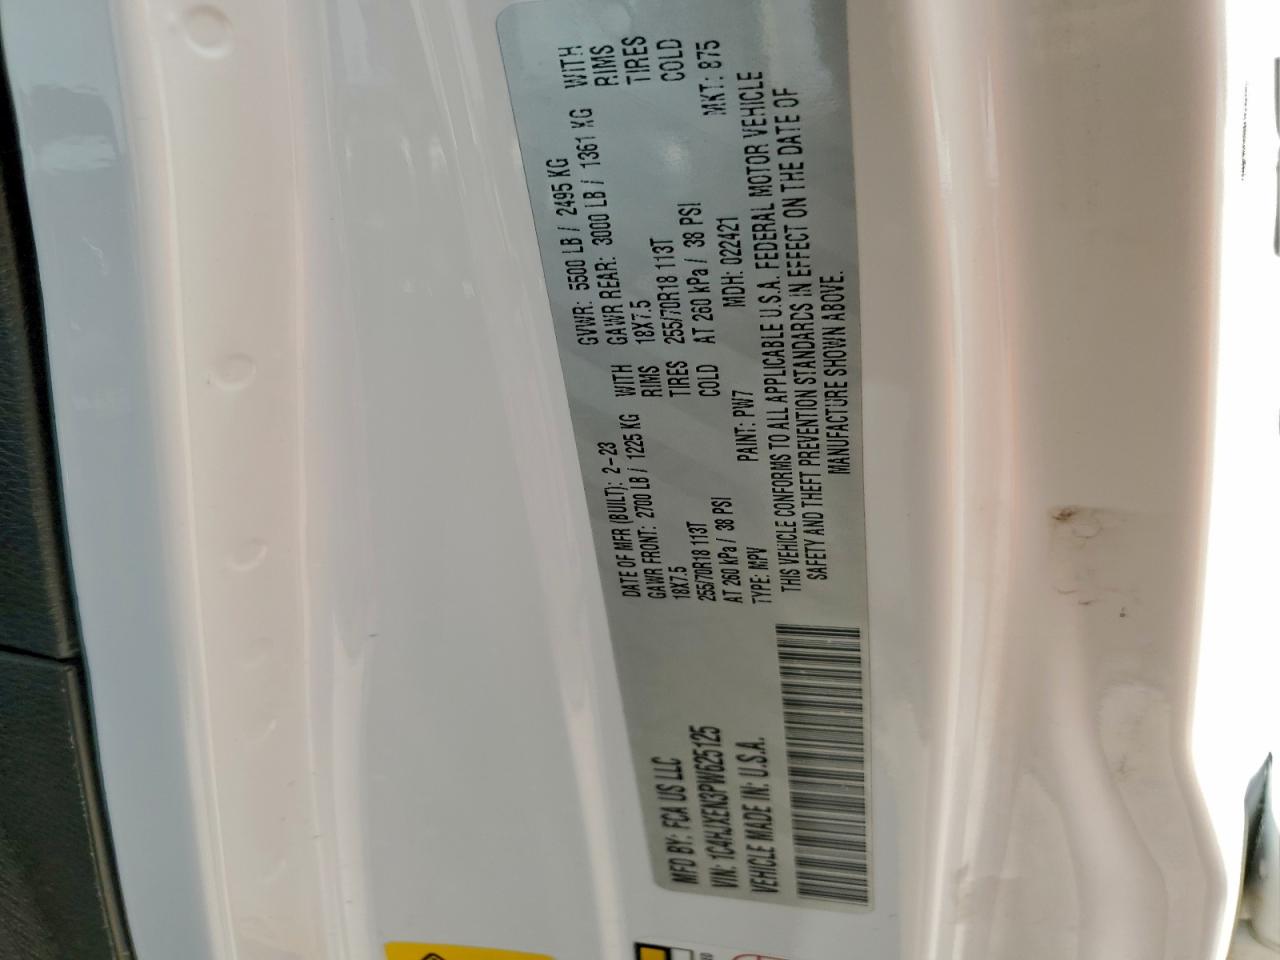 MFD BY: FCA US LLC
DATE OF MFR (BUILT): 2-23
GVWR: 5500 LB / 2495 KG
GAWR FRONT: 2700 LB / 1225 KG WITH
GAWR REAR: 3000 LB / 1361 KG WITH
18X7.5 RIMS
18X7.5 RIMS
255/70R18 113T TIRES
255/70R18 113T TIRES
AT 260 kPa / 38 PSI COLD
AT 260 kPa / 38 PSI COLD
VIN: 1C4HJXEN3PW625125
TYPE: MPV PAINT: PW7 MDH: 022421 MKT: 875
VEHICLE MADE IN: U.S.A.
THIS VEHICLE CONFORMS TO ALL APPLICABLE U.S.A. FEDERAL MOTOR VEHICLE
SAFETY AND THEFT PREVENTION STANDARDS IN EFFECT ON THE DATE OF
MANUFACTURE SHOWN ABOVE.